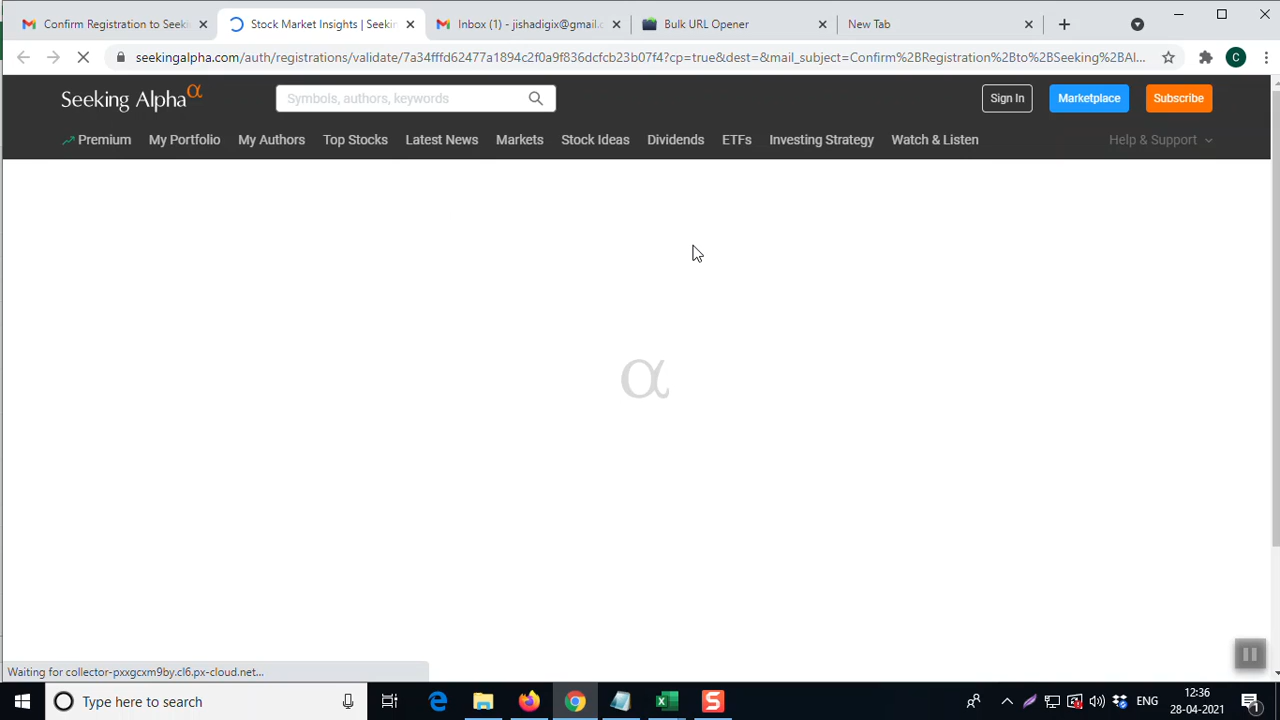 Confirm Registration to Seeki
Stock Market Insights | Seekin
Inbox (1) - jishadigix@gmail.c
Bulk URL Opener
New Tab
seekingalpha.com/auth/registrations/validate/7a34fffd62477a1894c2f0a9f836dcfcb23b07f4?cp=true&dest=&mail_subject=Confirm%2BRegistration%2Bto%2BSeeking%2BAl...
C
Seeking Alpha α
Symbols, authors, keywords
Sign In
Marketplace
Subscribe
Premium
My Portfolio
My Authors
Top Stocks
Latest News
Markets
Stock Ideas
Dividends
ETFs
Investing Strategy
Watch & Listen
Help & Support
α
Waiting for collector-pxxgcxm9by.cl6.px-cloud.net...
Type here to search
ENG
12:36
28-04-2021
1